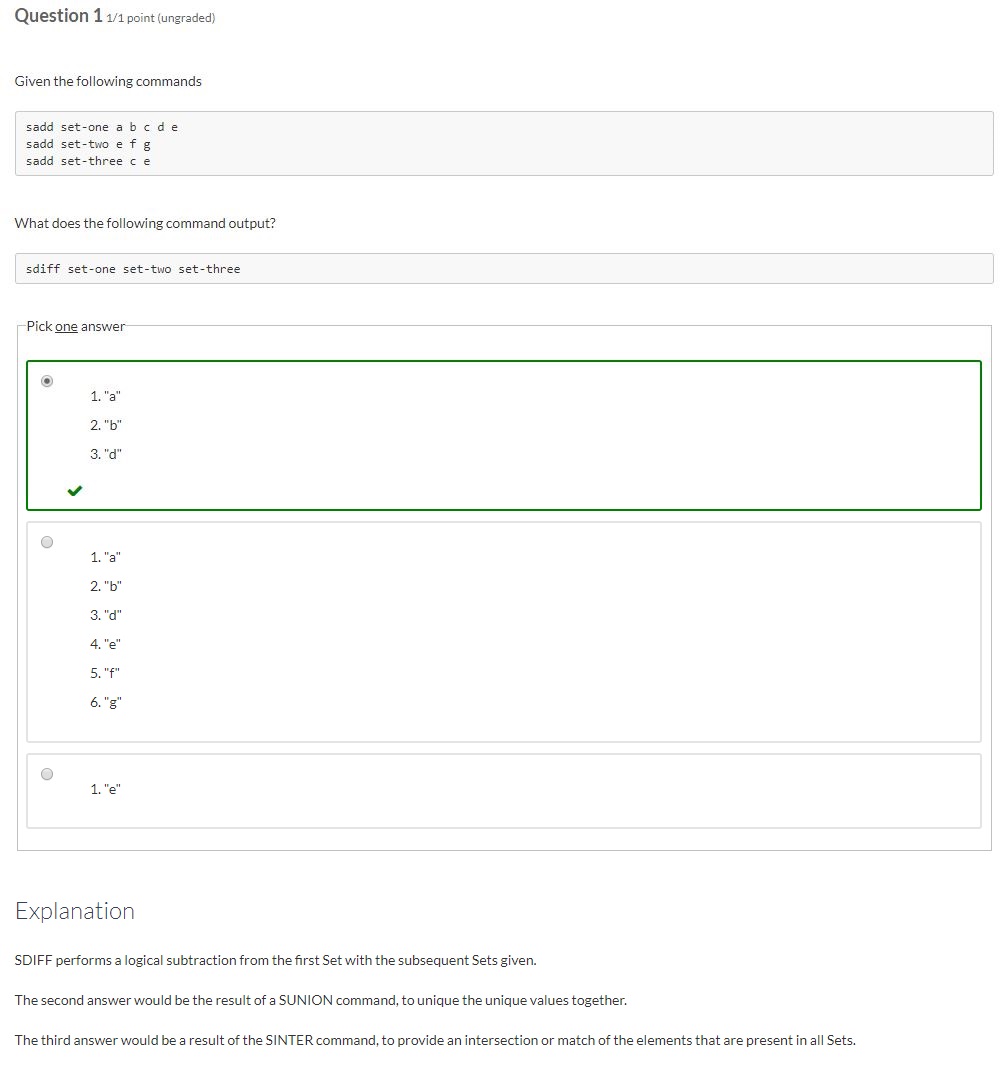 Question 1 1/1 point (ungraded)
Given the following commands
sadd set-one a b c d e
sadd set-two e f g
sadd set-three c e
What does the following command output?
sdiff set-one set-two set-three
Pick one answer
1. "a"
2. "b"
3. "d"
1. "a"
2. "b"
3. "d"
4. "e"
5. "f"
6. "g"
1. "e"
Explanation
SDIFF performs a logical subtraction from the first Set with the subsequent Sets given.
The second answer would be the result of a SUNION command, to unique the unique values together.
The third answer would be a result of the SINTER command, to provide an intersection or match of the elements that are present in all Sets.